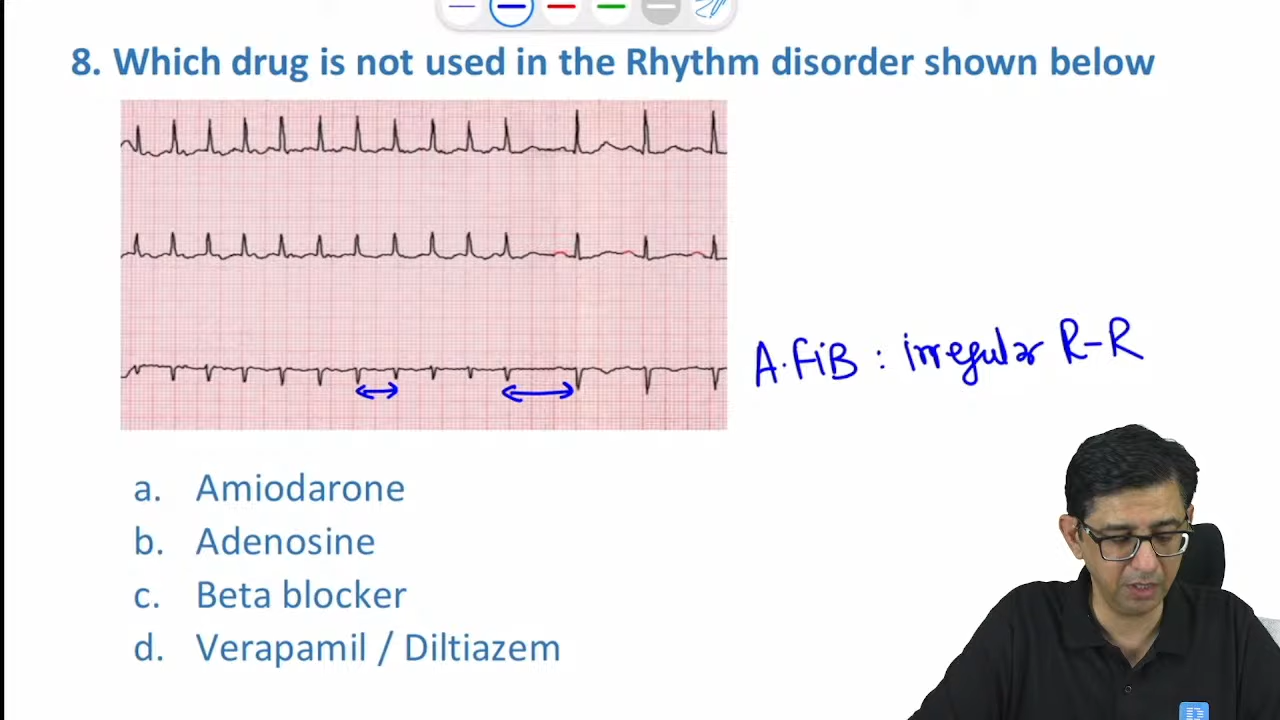 8. Which drug is not used in the Rhythm disorder shown below
A.FiB : irregular R-R
a. Amiodarone
b. Adenosine
c. Beta blocker
d. Verapamil / Diltiazem